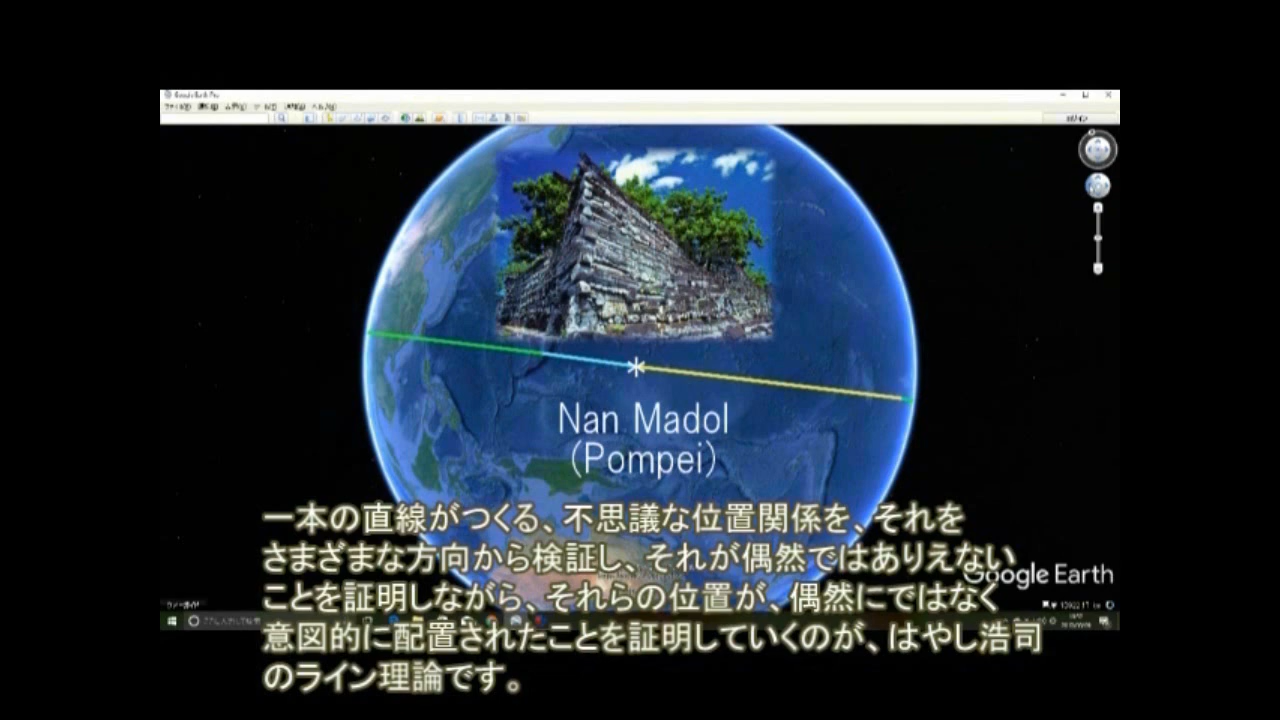 Google Earth Pro
Nan Madol
(Pompei)
一本の直線がつくる、不思議な位置関係を、それを
さまざまな方向から検証し、それが偶然ではありえない
Google Earth
ことを証明しながら、それらの位置が、偶然にではなく
意図的に配置されたことを証明していくのが、はやし浩司
のライン理論です。